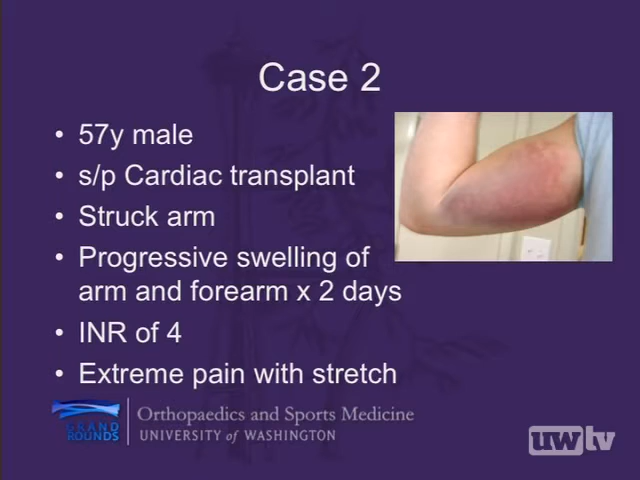 Case 2
• 57y male
• s/p Cardiac transplant
• Struck arm
• Progressive swelling of
arm and forearm x 2 days
• INR of 4
• Extreme pain with stretch
GRAND
ROUNDS
Orthopaedics and Sports Medicine
UNIVERSITY of WASHINGTON
uwtv